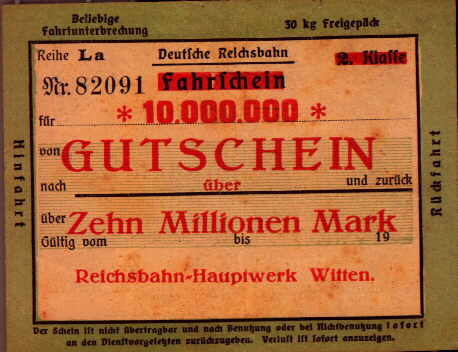 Beliebige
Fahrtunterbrechung
30 kg Freigepäck
Reihe La Deutsche Reichsbahn 2. Klasse
Nr. 82091 Fahrschein
für * 10.000.000 *
von GUTSCHEIN
nach über und zurück
über Zehn Millionen Mark
Gültig vom bis 19
Reichsbahn-Hauptwerk Witten.
Hinfahrt
Rückfahrt
Der Schein ist nicht übertragbar und nach Benutzung oder bei Nichtbenutzung sofort
an den Dienstvorgesetzten zurückzugeben. Verlust ist sofort anzuzeigen.